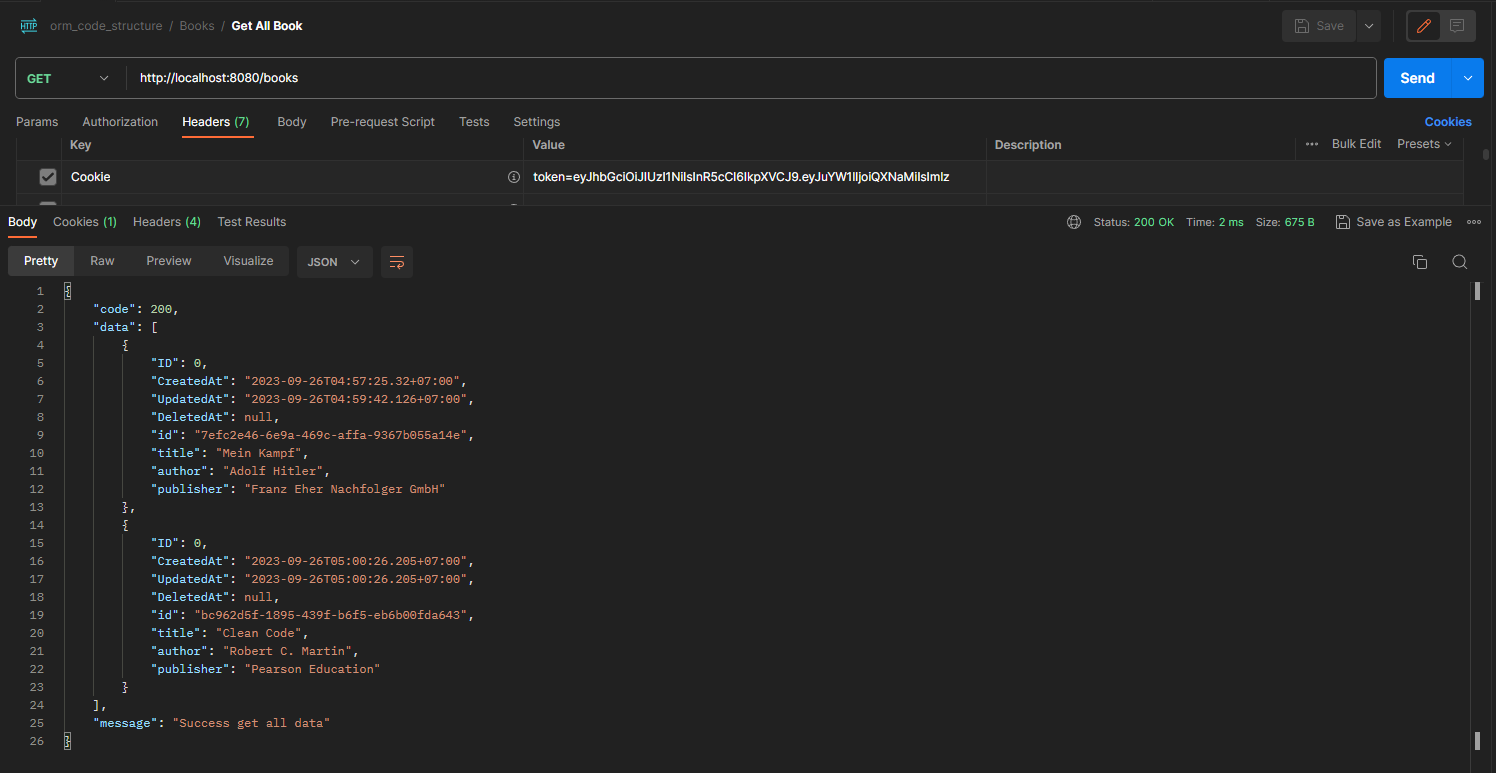 HTTP orm_code_structure / Books / Get All Book Save
GET http://localhost:8080/books Send
Params Authorization Headers (7) Body Pre-request Script Tests Settings Cookies
Key Value Description Bulk Edit Presets
Cookie token=eyJhbGciOiJIUzI1NiIsInR5cCI6IkpXVCJ9.eyJuYW1lIjoiQXNaMiIsImlz
Body Cookies (1) Headers (4) Test Results Status: 200 OK Time: 2 ms Size: 675 B Save as Example
Pretty Raw Preview Visualize JSON
1 {
2 "code": 200,
3 "data": [
4 {
5 "ID": 0,
6 "CreatedAt": "2023-09-26T04:57:25.32+07:00",
7 "UpdatedAt": "2023-09-26T04:59:42.126+07:00",
8 "DeletedAt": null,
9 "id": "7efc2e46-6e9a-469c-affa-9367b055a14e",
10 "title": "Mein Kampf",
11 "author": "Adolf Hitler",
12 "publisher": "Franz Eher Nachfolger GmbH"
13 },
14 {
15 "ID": 0,
16 "CreatedAt": "2023-09-26T05:00:26.205+07:00",
17 "UpdatedAt": "2023-09-26T05:00:26.205+07:00",
18 "DeletedAt": null,
19 "id": "bc962d5f-1895-439f-b6f5-eb6b00fda643",
20 "title": "Clean Code",
21 "author": "Robert C. Martin",
22 "publisher": "Pearson Education"
23 }
24 ],
25 "message": "Success get all data"
26 }